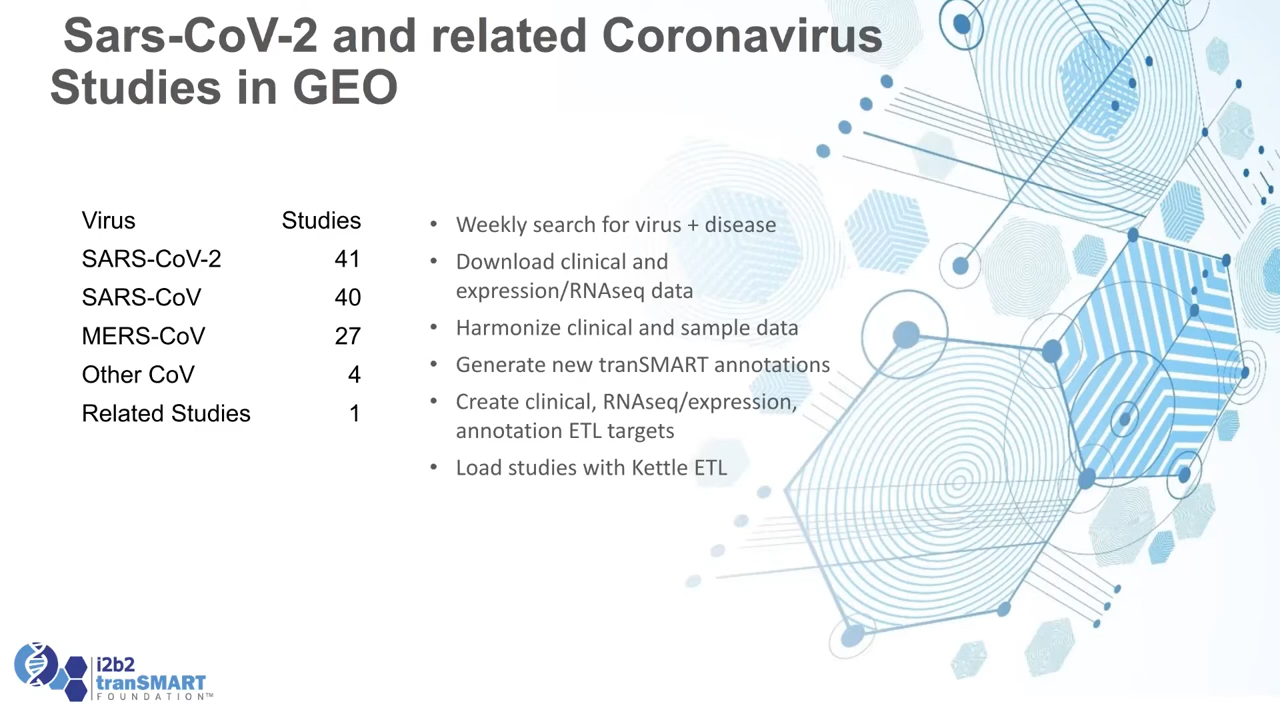 Sars-CoV-2 and related Coronavirus
Studies in GEO
Virus Studies
SARS-CoV-2 41
SARS-CoV 40
MERS-CoV 27
Other CoV 4
Related Studies 1
• Weekly search for virus + disease
• Download clinical and
expression/RNAseq data
• Harmonize clinical and sample data
• Generate new tranSMART annotations
• Create clinical, RNAseq/expression,
annotation ETL targets
• Load studies with Kettle ETL
i2b2
tranSMART
FOUNDATION™